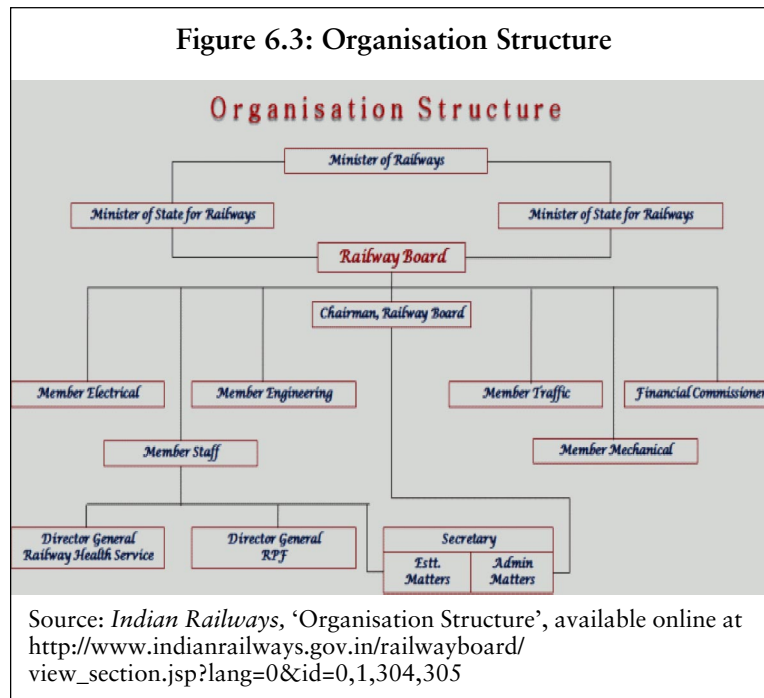 Figure 6.3: Organisation Structure
Organisation Structure
Minister of Railways
Minister of State for Railways
Minister of State for Railways
Railway Board
Chairman, Railway Board
Member Electrical
Member Engineering
Member Traffic
Financial Commissioner
Member Staff
Member Mechanical
Director General
Railway Health Service
Director General
RPF
Secretary
Estt.
Matters
Admin
Matters
Source: Indian Railways, ‘Organisation Structure’, available online at
http://www.indianrailways.gov.in/railwayboard/
view_section.jsp?lang=0&id=0,1,304,305